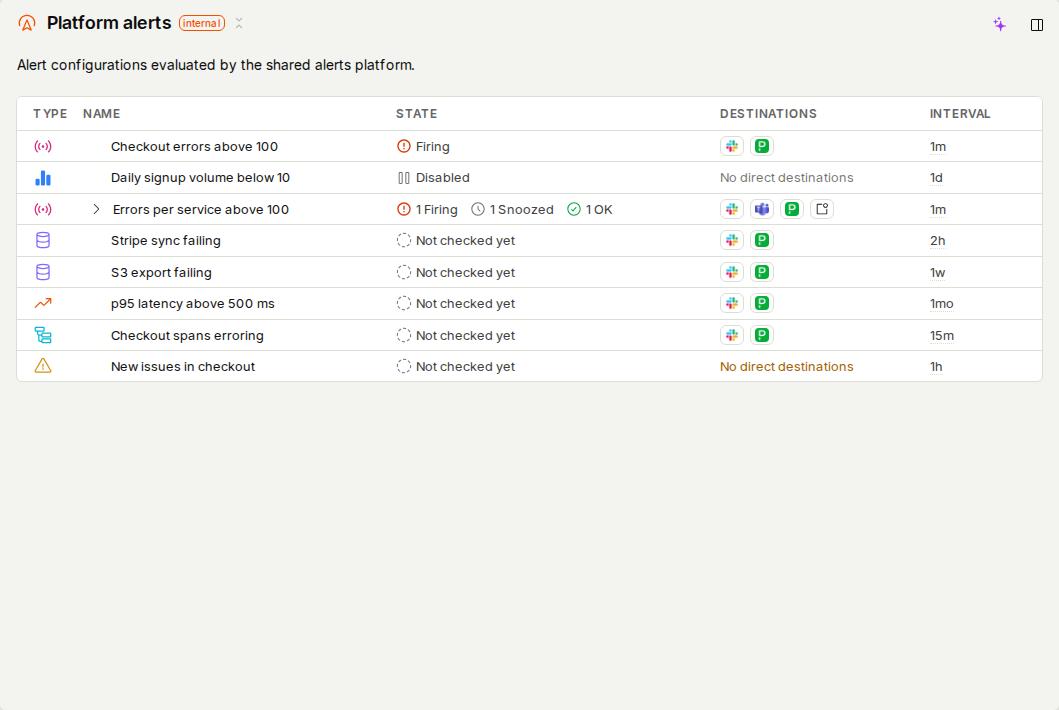 Platform alerts internal
Alert configurations evaluated by the shared alerts platform.
TYPE NAME STATE DESTINATIONS INTERVAL
Checkout errors above 100 Firing 1m
Daily signup volume below 10 Disabled No direct destinations 1d
Errors per service above 100 1 Firing 1 Snoozed 1 OK 1m
Stripe sync failing Not checked yet 2h
S3 export failing Not checked yet 1w
p95 latency above 500 ms Not checked yet 1mo
Checkout spans erroring Not checked yet 15m
New issues in checkout Not checked yet No direct destinations 1h